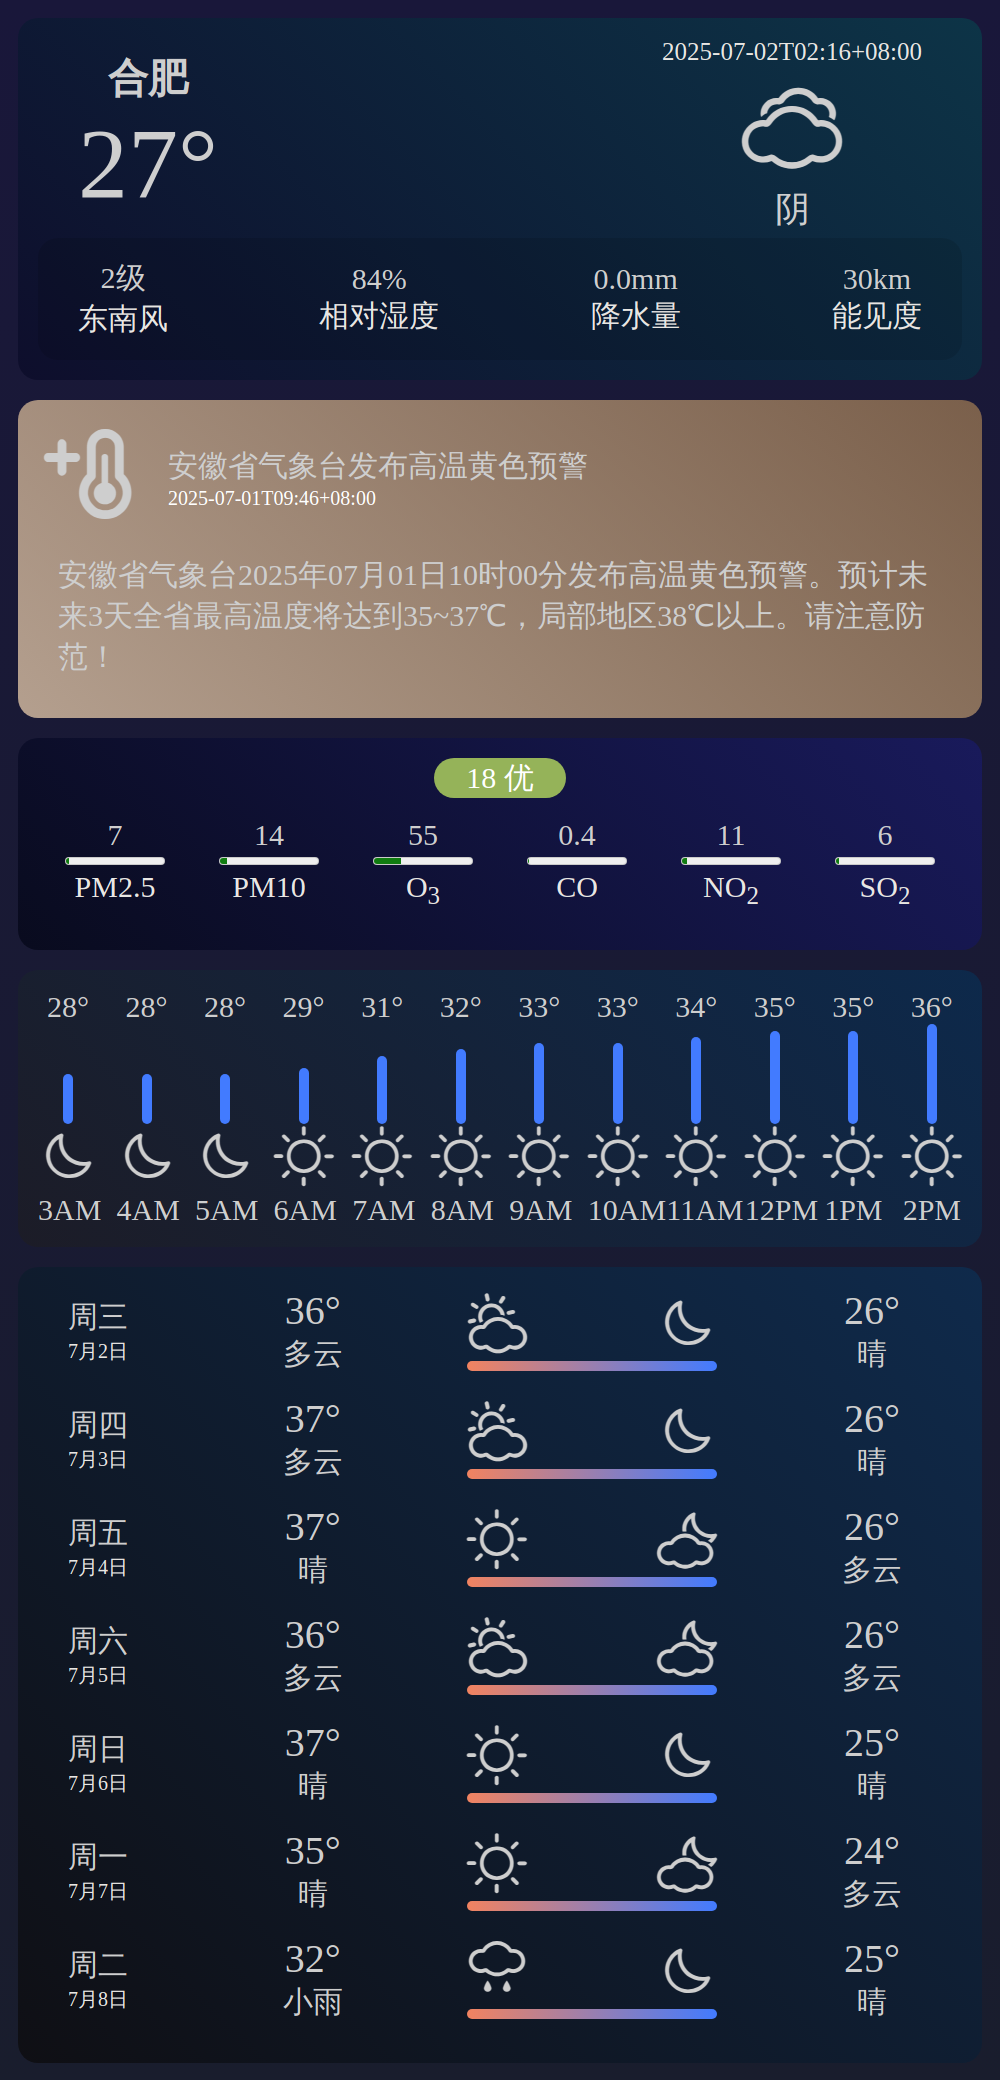 合肥
27°
2025-07-02T02:16+08:00
阴
2级 84% 0.0mm 30km
东南风 相对湿度 降水量 能见度
安徽省气象台发布高温黄色预警
2025-07-01T09:46+08:00
安徽省气象台2025年07月01日10时00分发布高温黄色预警。预计未
来3天全省最高温度将达到35~37℃，局部地区38℃以上。请注意防
范！
18 优
7 14 55 0.4 11 6
PM2.5 PM10 O3 CO NO2 SO2
28° 28° 28° 29° 31° 32° 33° 33° 34° 35° 35° 36°
3AM 4AM 5AM 6AM 7AM 8AM 9AM 10AM 11AM 12PM 1PM 2PM
周三 36° 26°
7月2日 多云 晴
周四 37° 26°
7月3日 多云 晴
周五 37° 26°
7月4日 晴 多云
周六 36° 26°
7月5日 多云 多云
周日 37° 25°
7月6日 晴 晴
周一 35° 24°
7月7日 晴 多云
周二 32° 25°
7月8日 小雨 晴